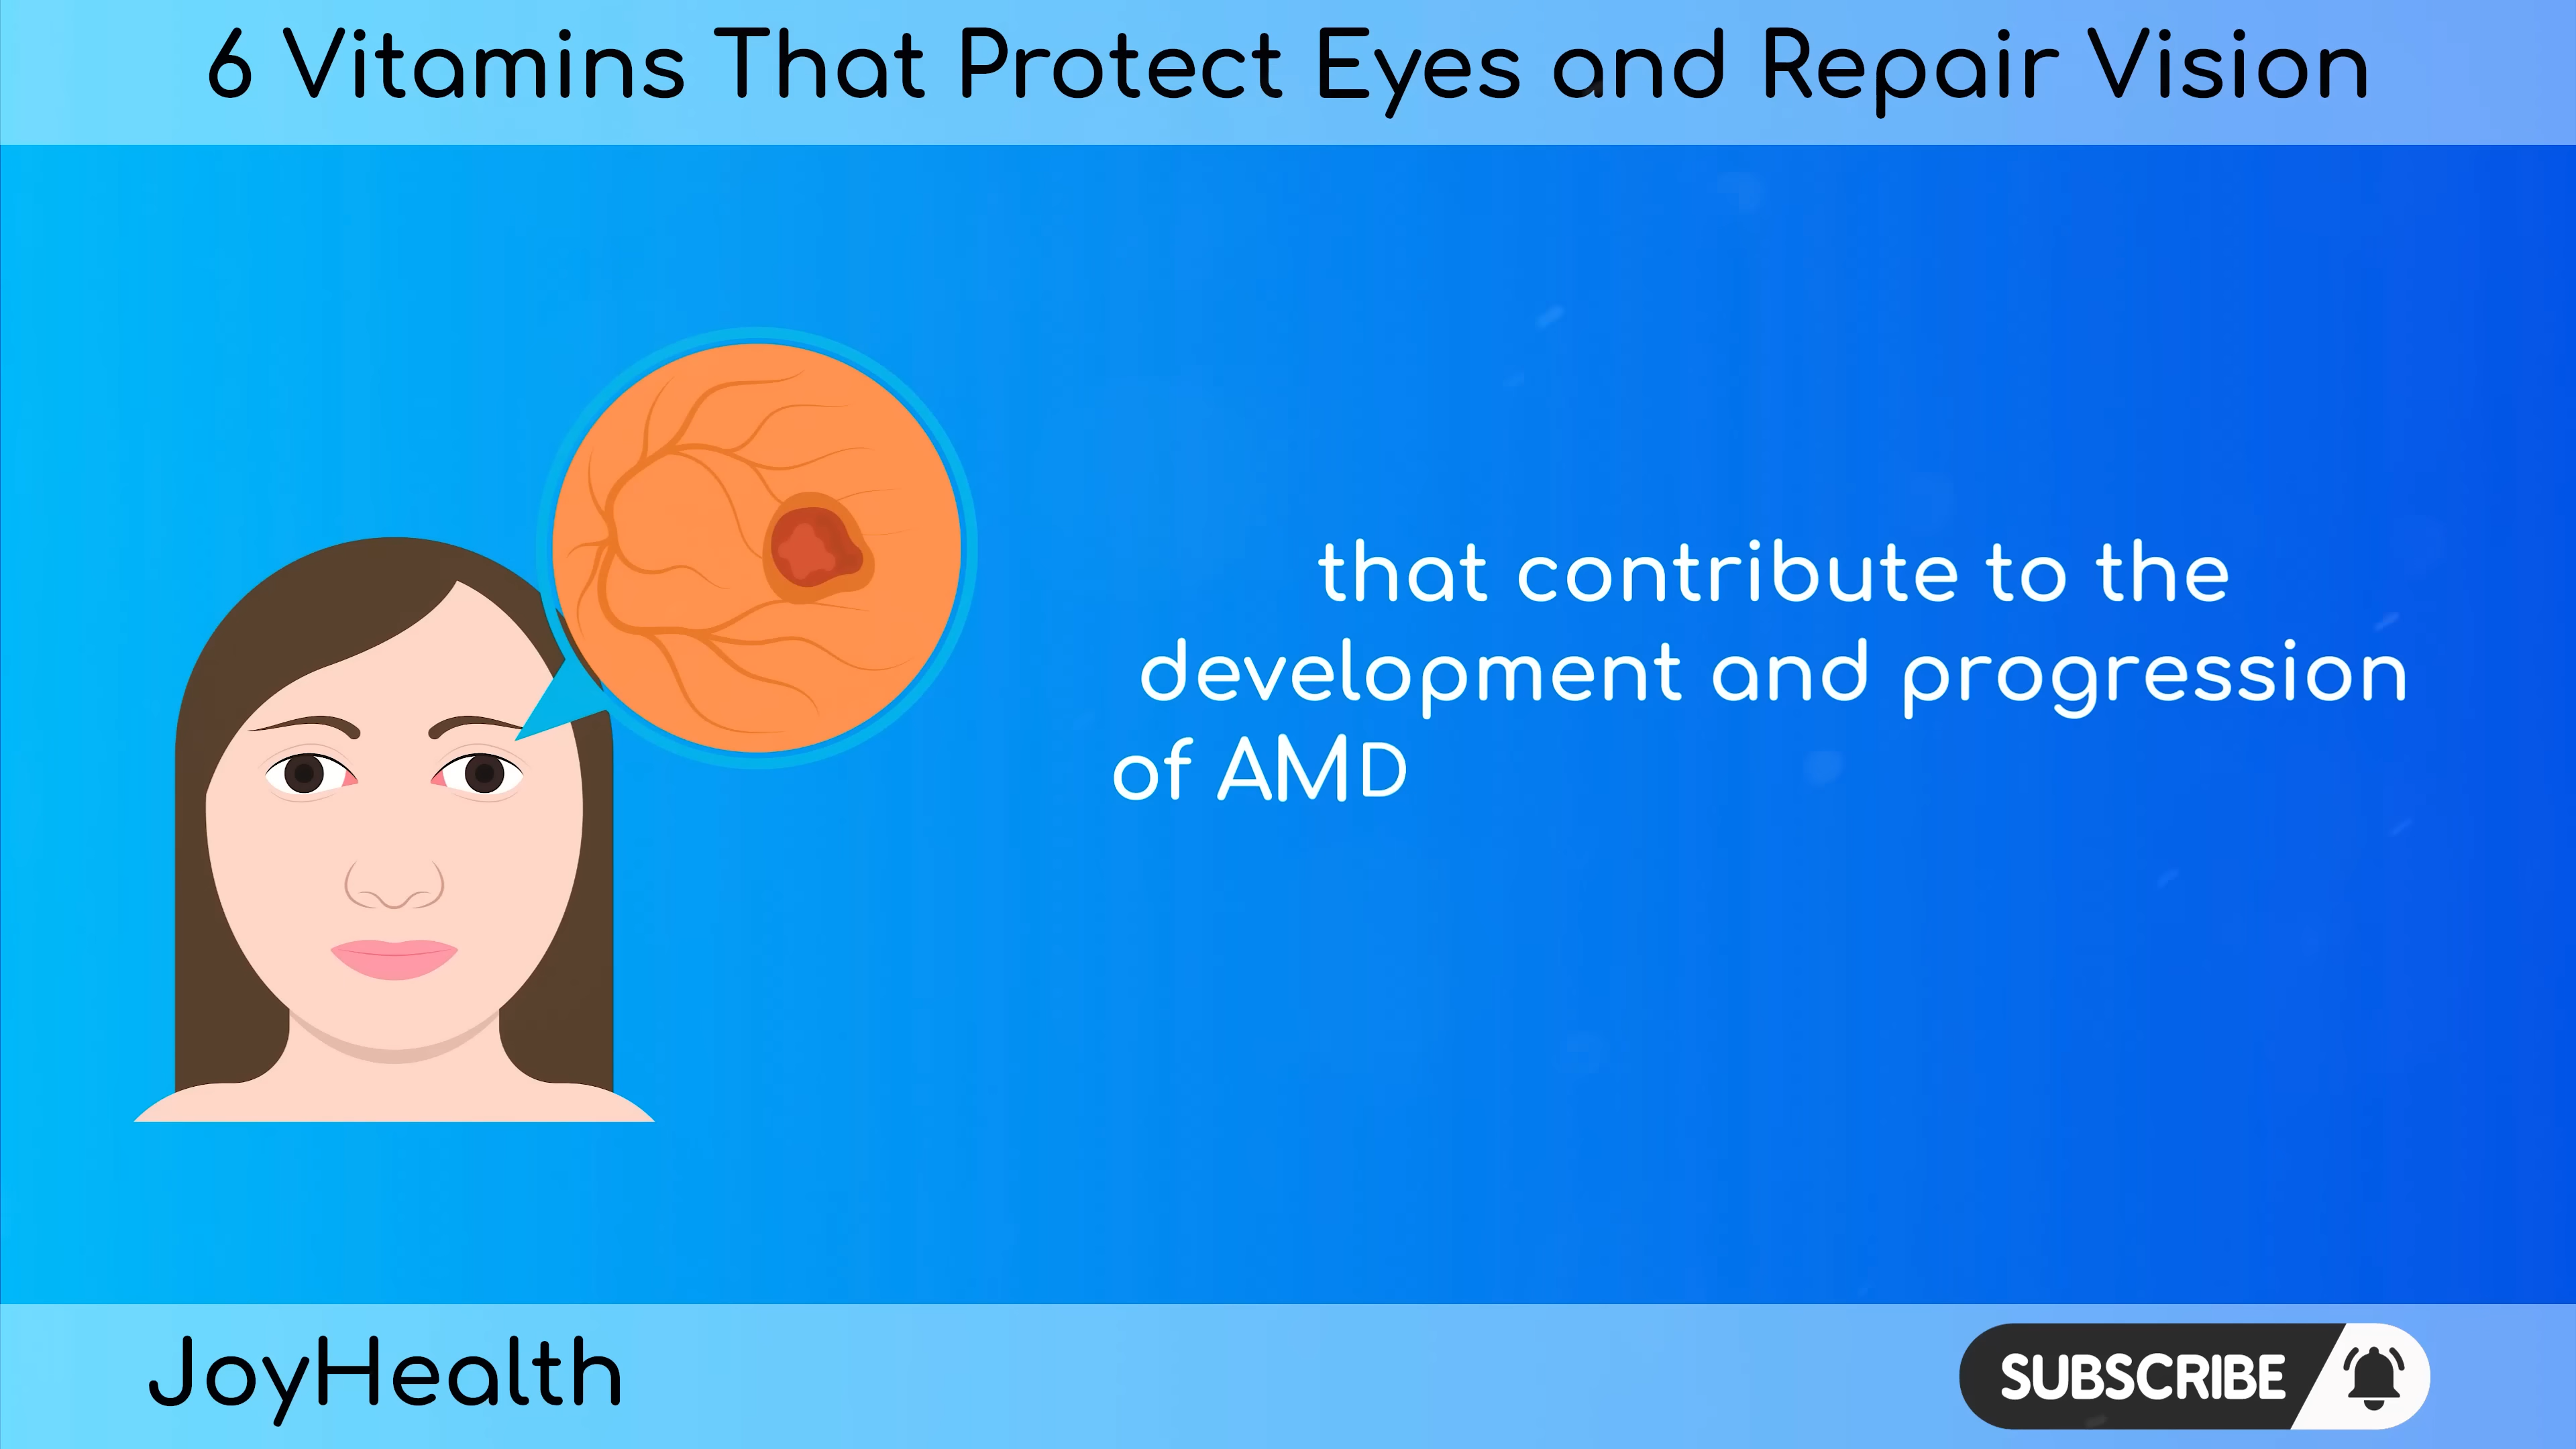 6 Vitamins That Protect Eyes and Repair Vision
that contribute to the
development and progression
of AMD
JoyHealth
SUBSCRIBE